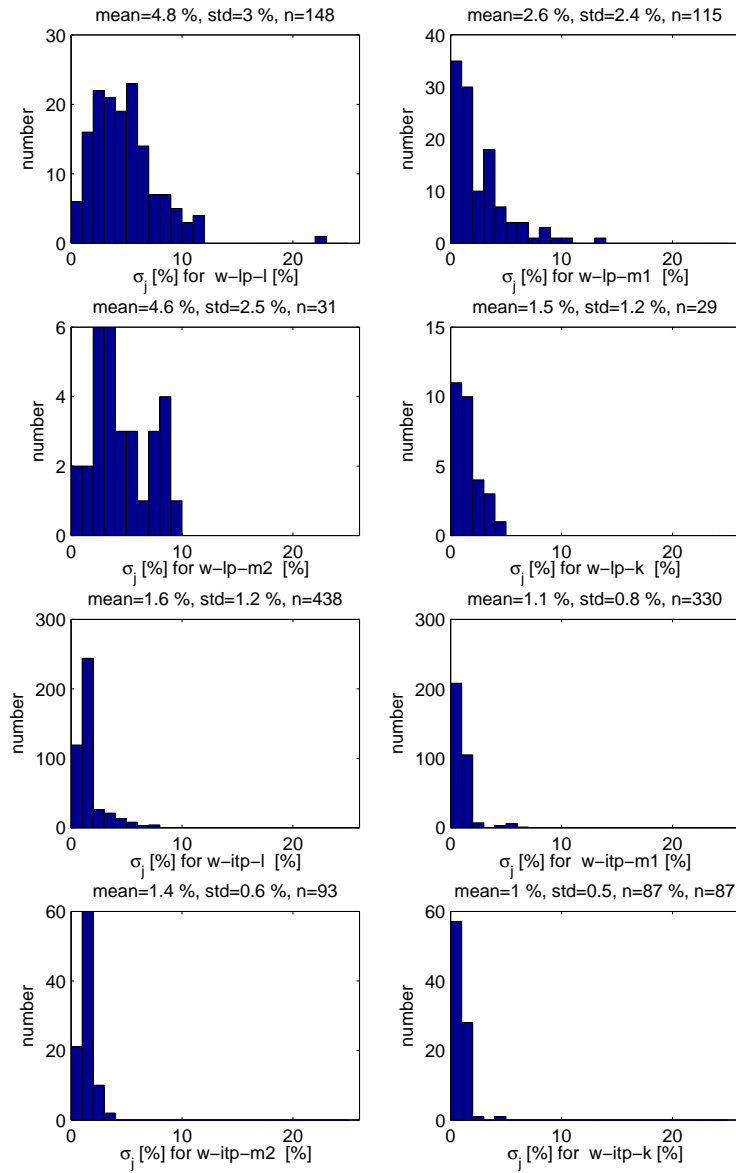 mean=4.8 %, std=3 %, n=148
30
20
10
0
number
0 10 20
σj [%] for w−lp−l [%]
mean=2.6 %, std=2.4 %, n=115
40
30
20
10
0
number
0 10 20
σj [%] for w−lp−m1 [%]
mean=4.6 %, std=2.5 %, n=31
6
4
2
0
number
0 10 20
σj [%] for w−lp−m2 [%]
mean=1.5 %, std=1.2 %, n=29
15
10
5
0
number
0 10 20
σj [%] for w−lp−k [%]
mean=1.6 %, std=1.2 %, n=438
300
200
100
0
number
0 10 20
σj [%] for w−itp−l [%]
mean=1.1 %, std=0.8 %, n=330
300
200
100
0
number
0 10 20
σj [%] for w−itp−m1 [%]
mean=1.4 %, std=0.6 %, n=93
60
40
20
0
number
0 10 20
σj [%] for w−itp−m2 [%]
mean=1 %, std=0.5, n=87 %, n=87
60
40
20
0
number
0 10 20
σj [%] for w−itp−k [%]